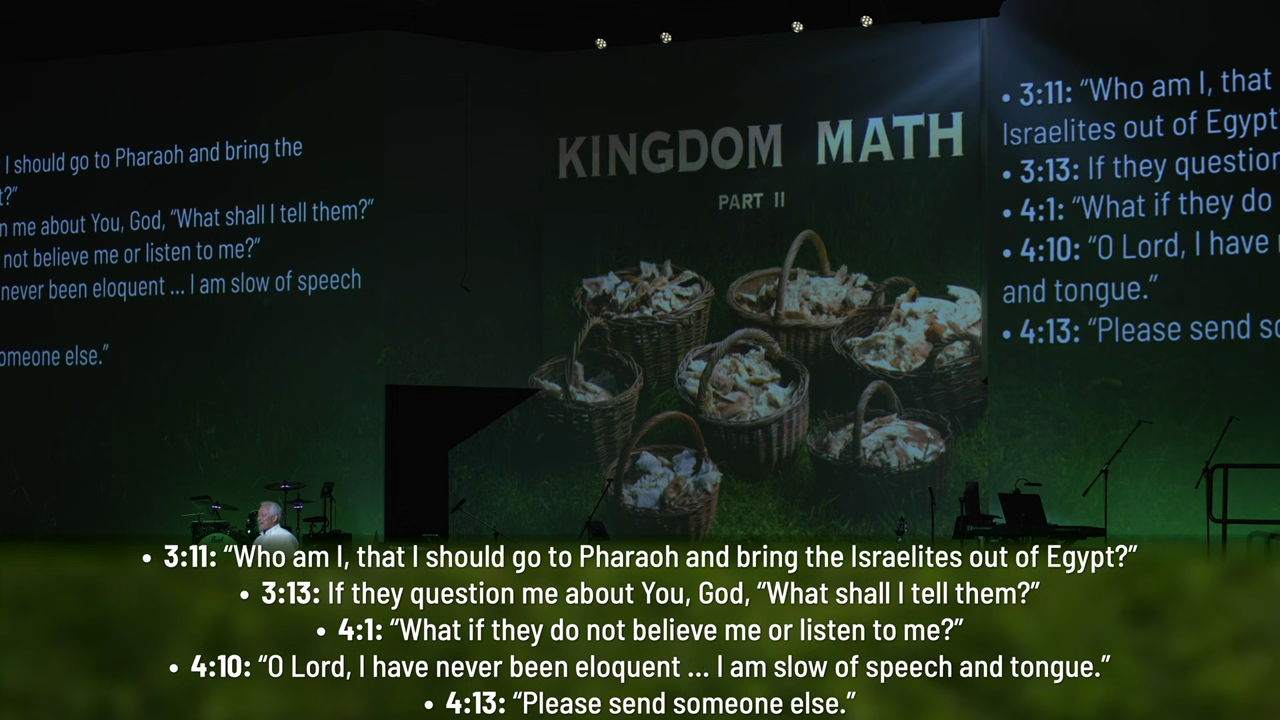 I should go to Pharaoh and bring the
t?”
n me about You, God, “What shall I tell them?”
not believe me or listen to me?”
never been eloquent ... I am slow of speech
omeone else.”
KINGDOM MATH
PART II
• 3:11: “Who am I, that
Israelites out of Egypt
• 3:13: If they question
• 4:1: “What if they do
• 4:10: “O Lord, I have
and tongue.”
• 4:13: “Please send so
• 3:11: “Who am I, that I should go to Pharaoh and bring the Israelites out of Egypt?”
• 3:13: If they question me about You, God, “What shall I tell them?”
• 4:1: “What if they do not believe me or listen to me?”
• 4:10: “O Lord, I have never been eloquent ... I am slow of speech and tongue.”
• 4:13: “Please send someone else.”